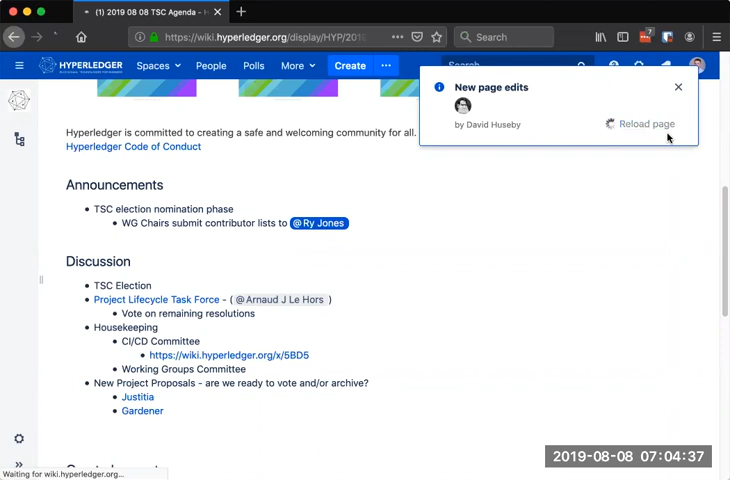 (1) 2019 08 08 TSC Agenda - H
https://wiki.hyperledger.org/display/HYP/2019
Search
7
HYPERLEDGER
Spaces
People
Polls
More
Create
Search
New page edits
by David Huseby
Reload page
Hyperledger is committed to creating a safe and welcoming community for all.
Hyperledger Code of Conduct
Announcements
TSC election nomination phase
WG Chairs submit contributor lists to @Ry Jones
Discussion
TSC Election
Project Lifecycle Task Force - ( @Arnaud J Le Hors )
Vote on remaining resolutions
Housekeeping
CI/CD Committee
https://wiki.hyperledger.org/x/5BD5
Working Groups Committee
New Project Proposals - are we ready to vote and/or archive?
Justitia
Gardener
2019-08-08 07:04:37
Waiting for wiki.hyperledger.org...